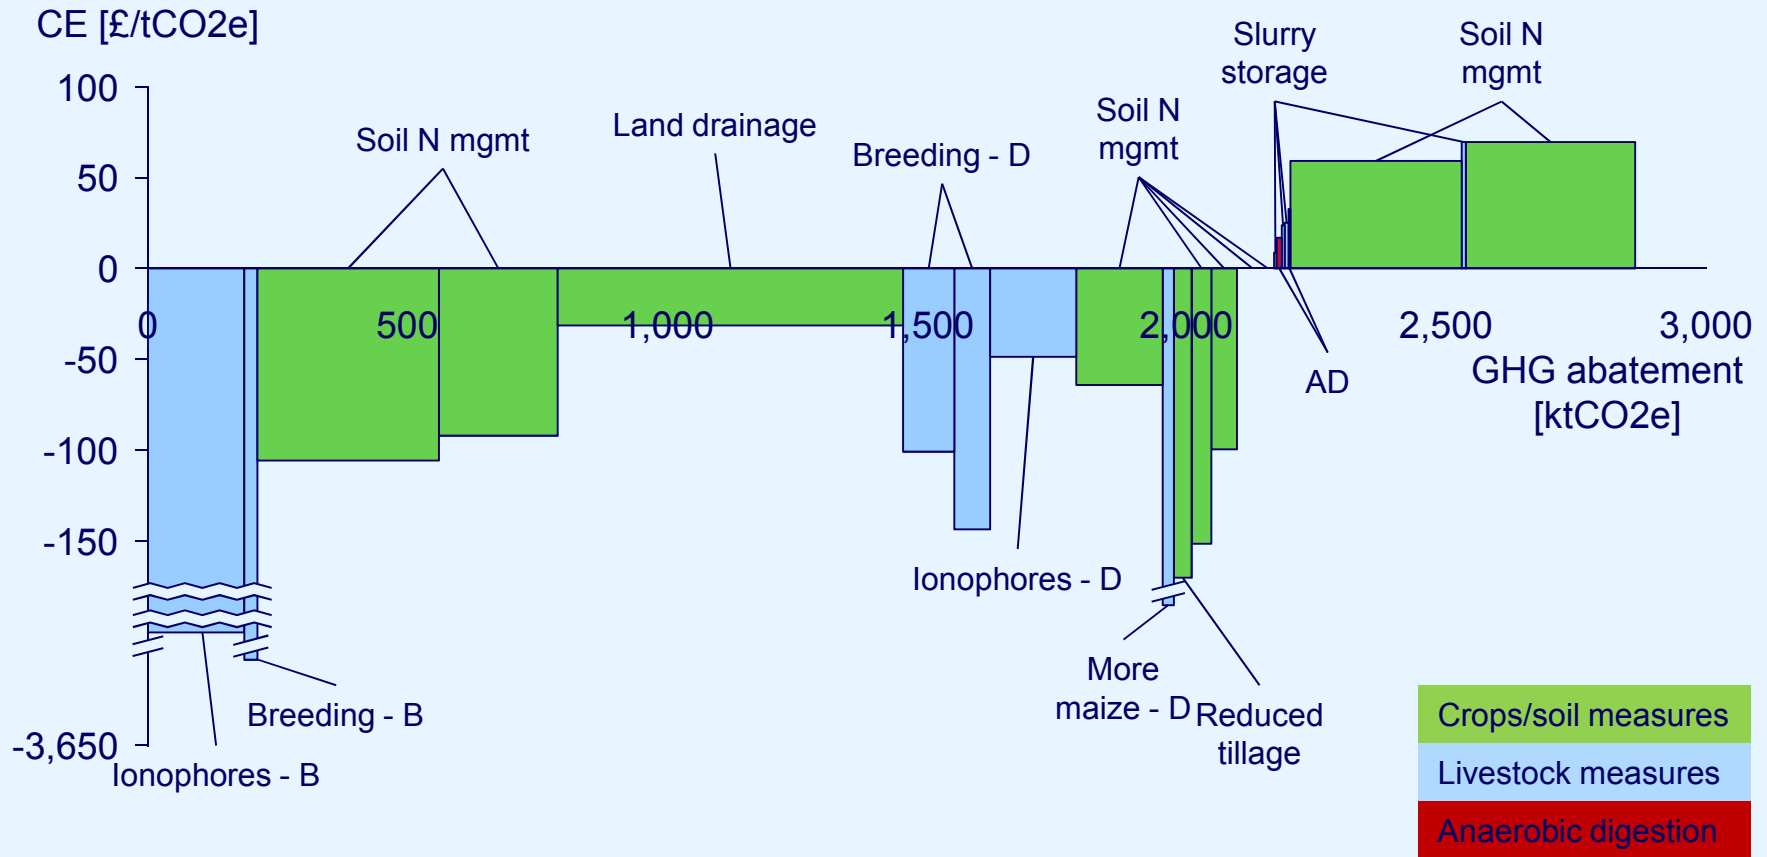 CE [£/tCO2e]
Slurry
storage
Soil N
mgmt
100
Soil N mgmt
Land drainage
Breeding - D
Soil N
mgmt
50
0
0
500
1,000
1,500
2,000
2,500
3,000
-50
GHG abatement
[ktCO2e]
AD
-100
-150
Ionophores - D
More
maize - D
Reduced
tillage
Breeding - B
-3,650
Ionophores - B
Crops/soil measures
Livestock measures
Anaerobic digestion